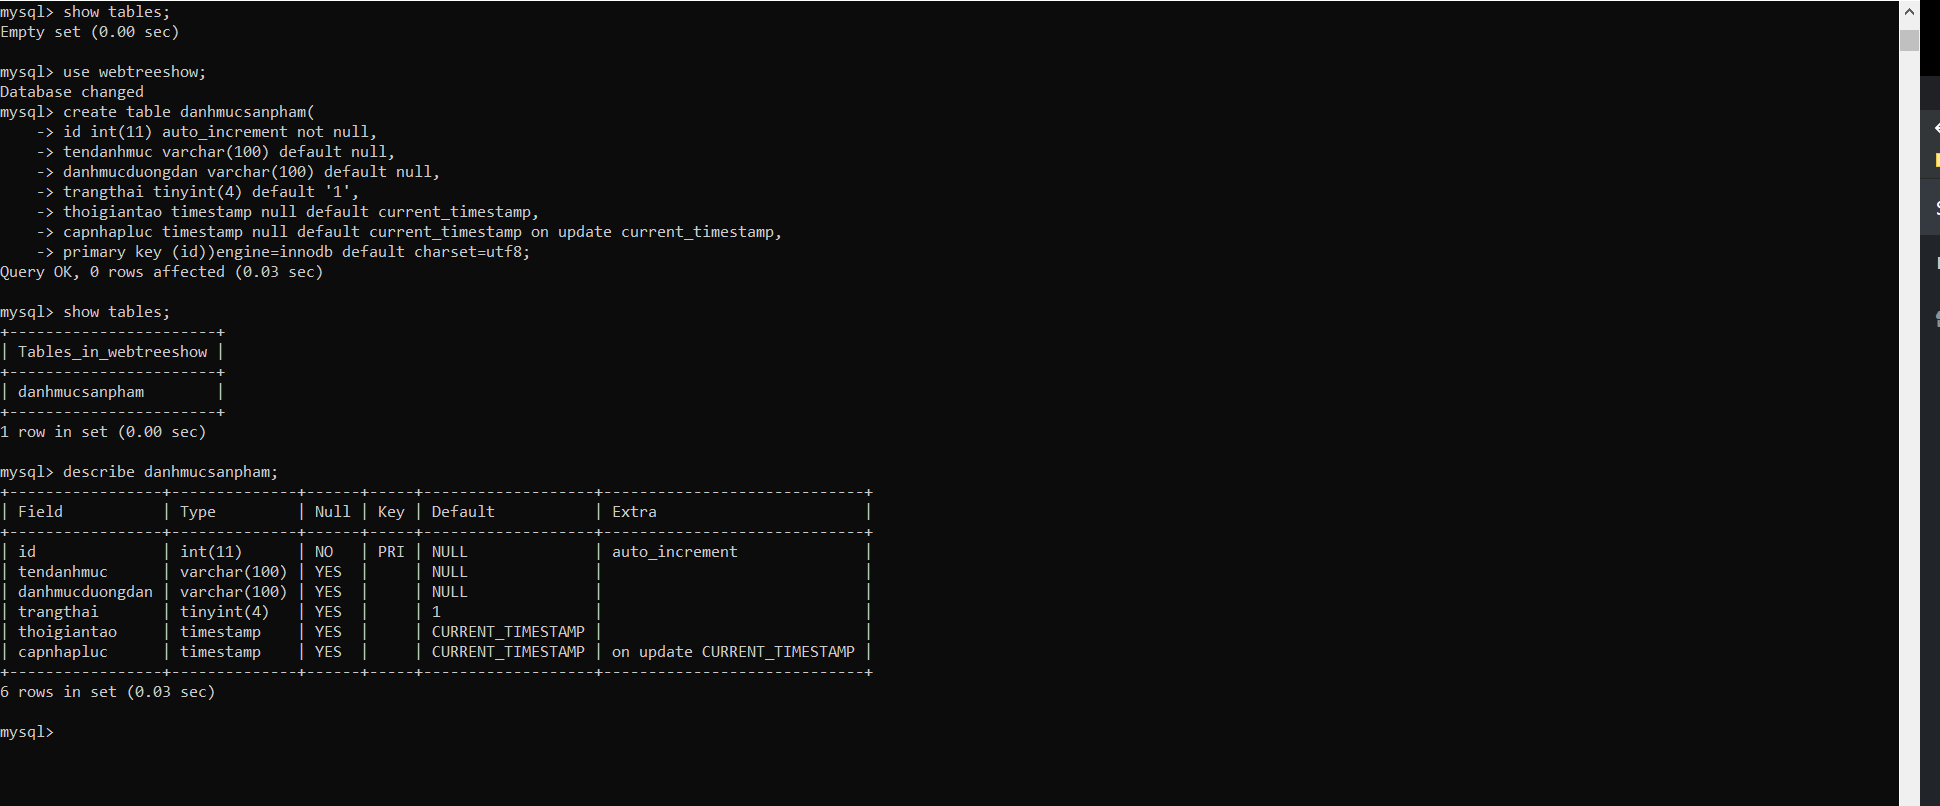 mysql> show tables;
Empty set (0.00 sec)
mysql> use webtreeshow;
Database changed
mysql> create table danhmucsanpham(
    -> id int(11) auto_increment not null,
    -> tendanhmuc varchar(100) default null,
    -> danhmucduongdan varchar(100) default null,
    -> trangthai tinyint(4) default '1',
    -> thoigiantao timestamp null default current_timestamp,
    -> capnhapluc timestamp null default current_timestamp on update current_timestamp,
    -> primary key (id))engine=innodb default charset=utf8;
Query OK, 0 rows affected (0.03 sec)
mysql> show tables;
+-----------------------+
| Tables_in_webtreeshow |
+-----------------------+
| danhmucsanpham        |
+-----------------------+
1 row in set (0.00 sec)
mysql> describe danhmucsanpham;
+-----------------+--------------+------+-----+-------------------+-----------------------------+
| Field           | Type         | Null | Key | Default           | Extra                       |
+-----------------+--------------+------+-----+-------------------+-----------------------------+
| id              | int(11)      | NO   | PRI | NULL              | auto_increment              |
| tendanhmuc      | varchar(100) | YES  |     | NULL              |                             |
| danhmucduongdan | varchar(100) | YES  |     | NULL              |                             |
| trangthai       | tinyint(4)   | YES  |     | 1                 |                             |
| thoigiantao     | timestamp    | YES  |     | CURRENT_TIMESTAMP |                             |
| capnhapluc      | timestamp    | YES  |     | CURRENT_TIMESTAMP | on update CURRENT_TIMESTAMP |
+-----------------+--------------+------+-----+-------------------+-----------------------------+
6 rows in set (0.03 sec)
mysql>